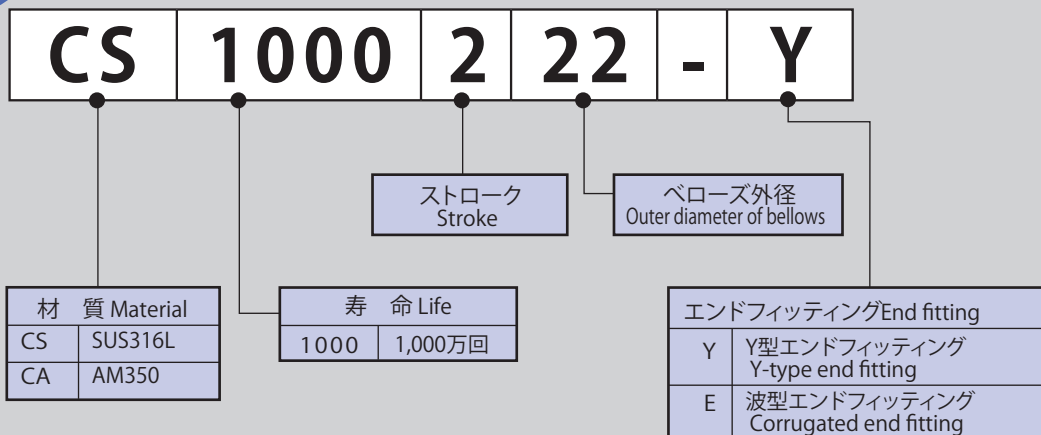 CS 1000 2 22 - Y
ストローク
Stroke
ベローズ外径
Outer diameter of bellows
材 質 Material
CS SUS316L
CA AM350
寿 命 Life
1000 1,000万回
エンドフィッティングEnd fitting
Y Y型エンドフィッティング
Y-type end fitting
E 波型エンドフィッティング
Corrugated end fitting